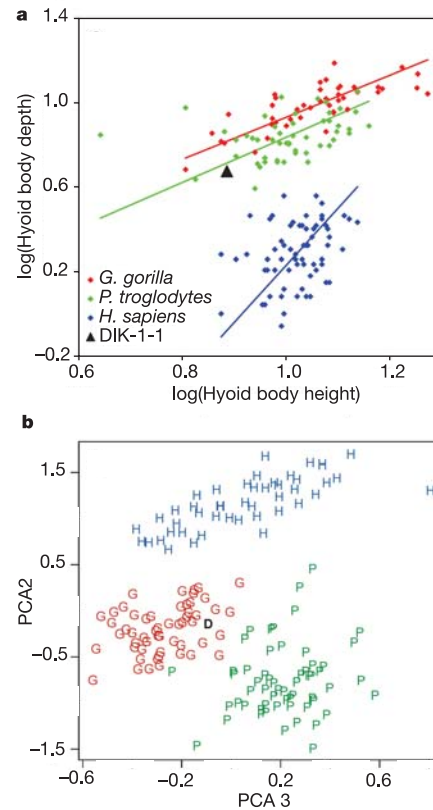 a
log(Hyoid body depth)
1.4
1.0
0.6
0.2
−0.2
G. gorilla
P. troglodytes
H. sapiens
DIK-1-1
0.6 0.8 1.0 1.2
log(Hyoid body height)
b
PCA2
1.5
0.5
−0.5
−1.5
H
G
D
P
−0.6 −0.2 0.2 0.6
PCA 3